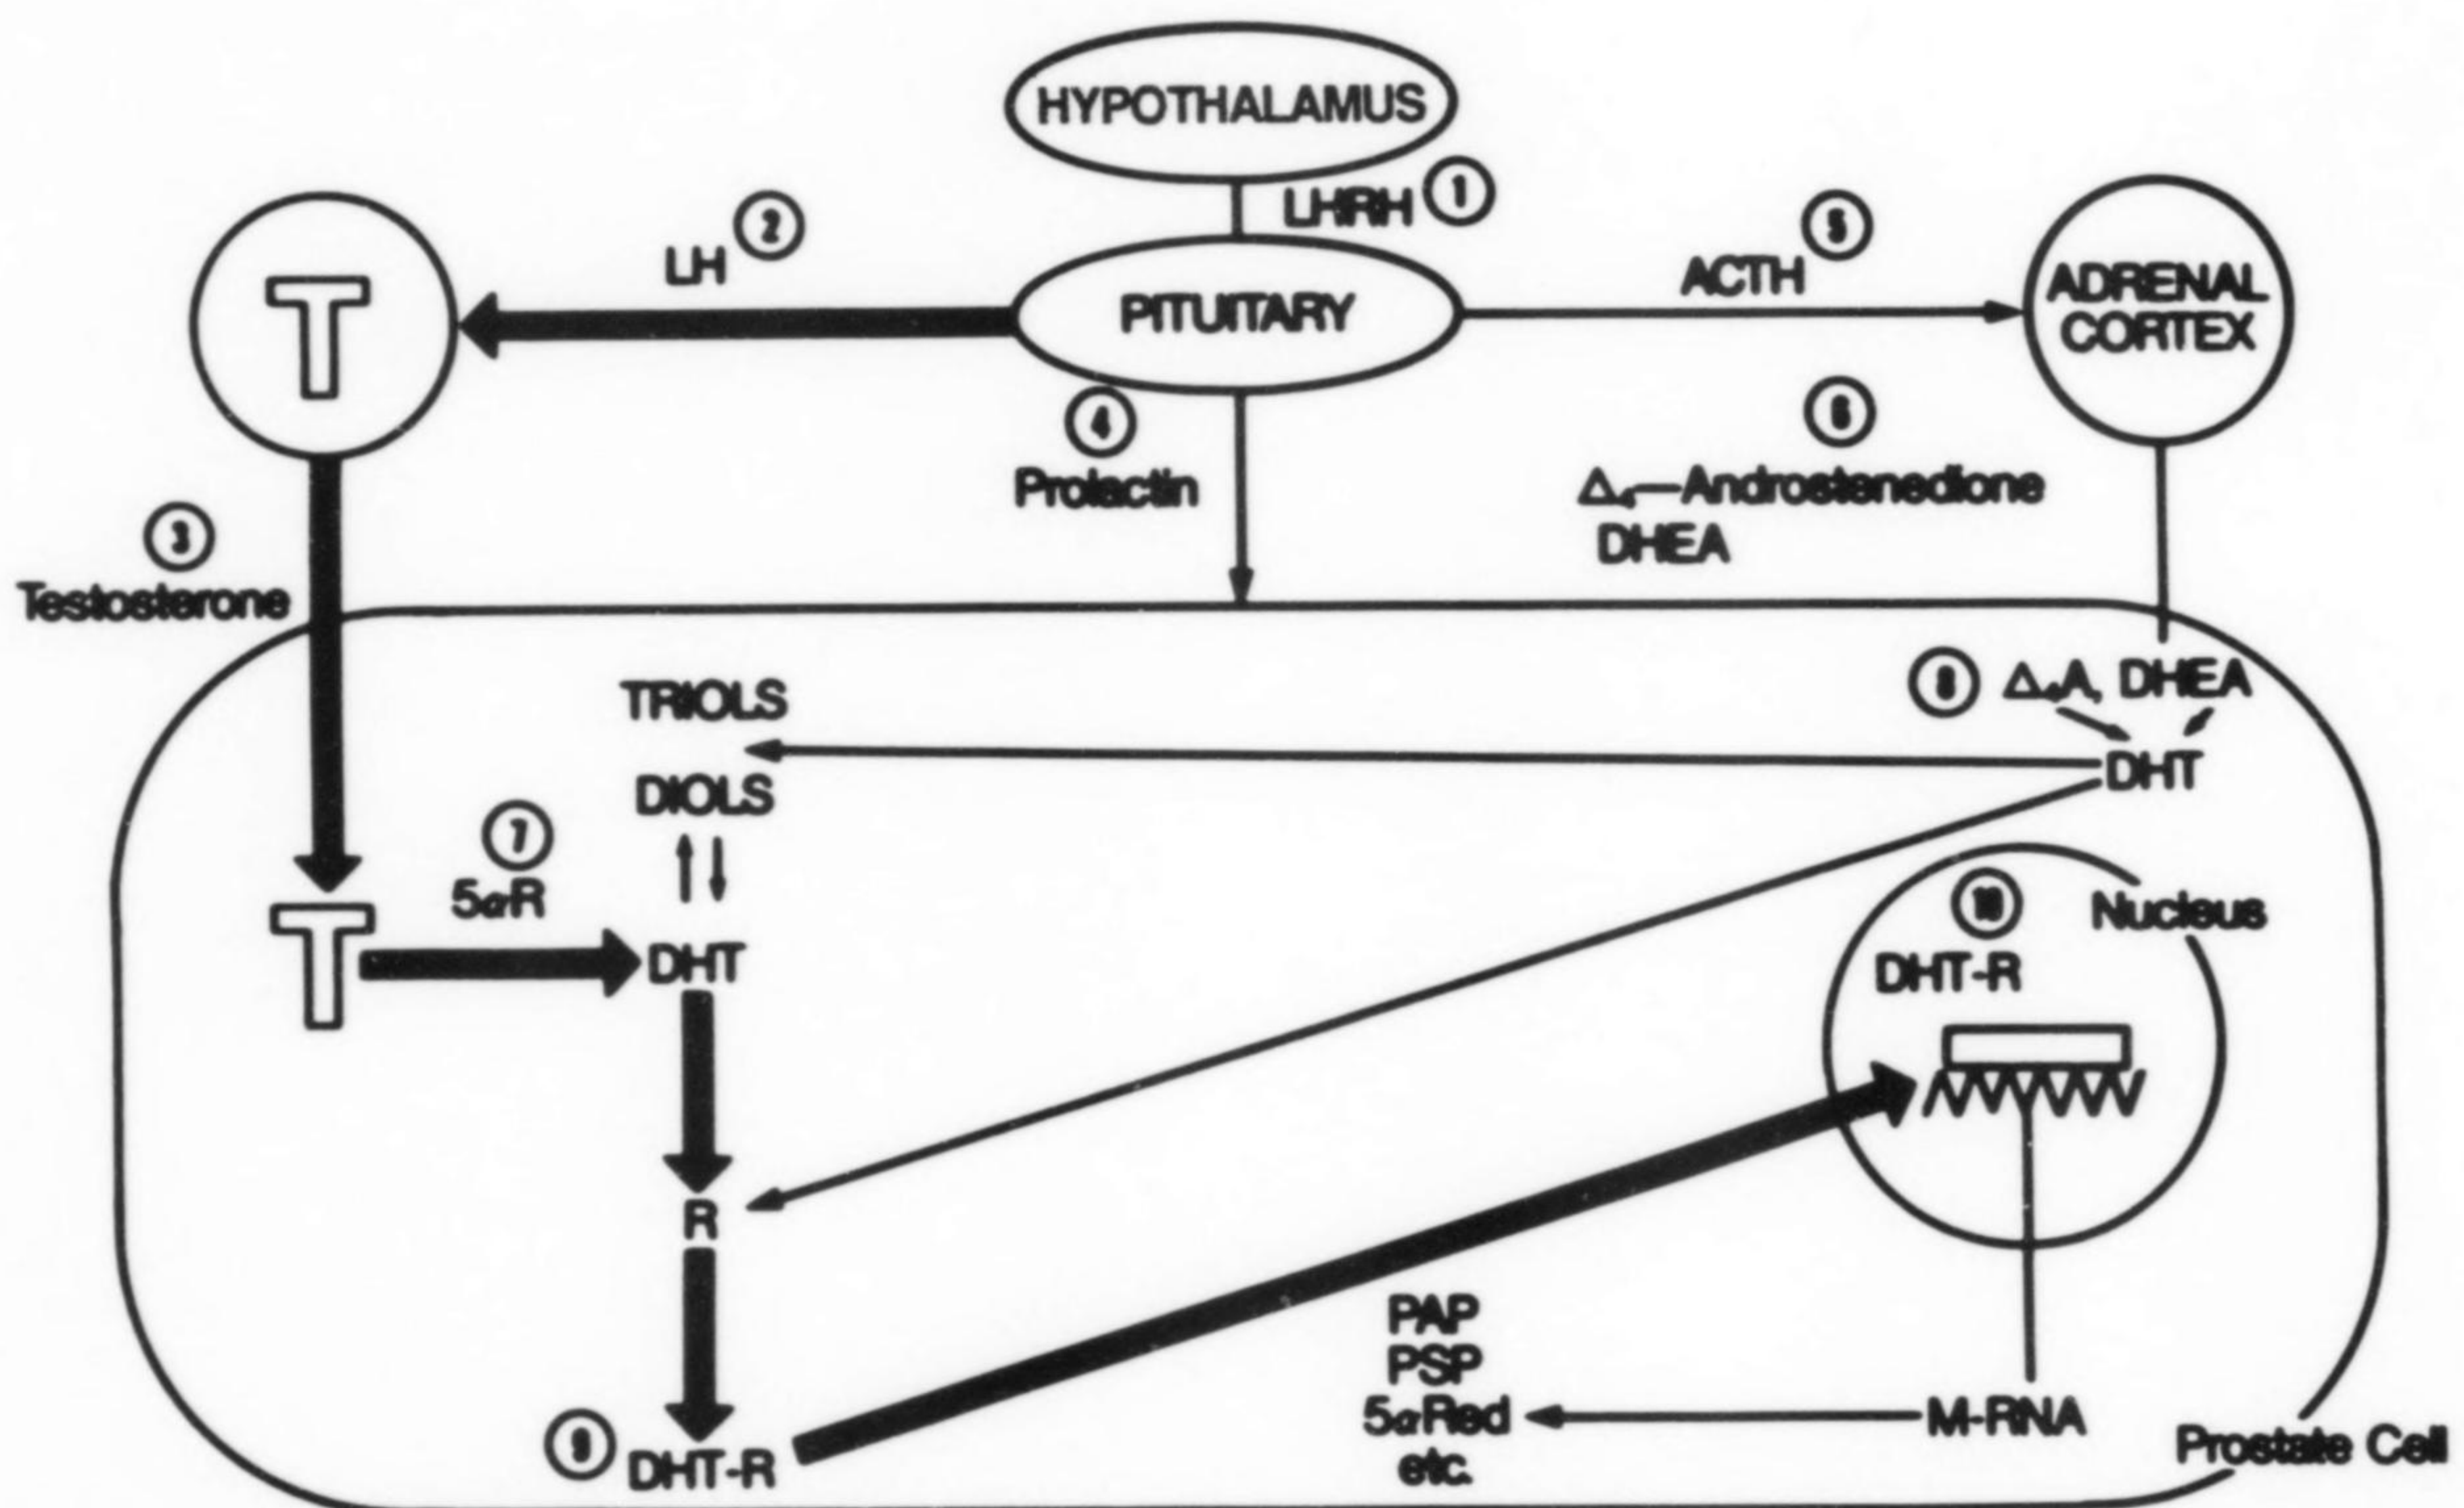 HYPOTHALAMUS
LHRH 1
LH 2
ACTH 5
T
PITUITARY
ADRENAL
CORTEX
4
Prolactin
6
Δ₄—Androstenedione
DHEA
3
Testosterone
TRIOLS
8 Δ₄A, DHEA
DHT
DIOLS
7
5αR
T
DHT
10
Nucleus
DHT-R
R
PAP
PSP
5αRed
etc.
M-RNA
Prostate Cell
9 DHT-R